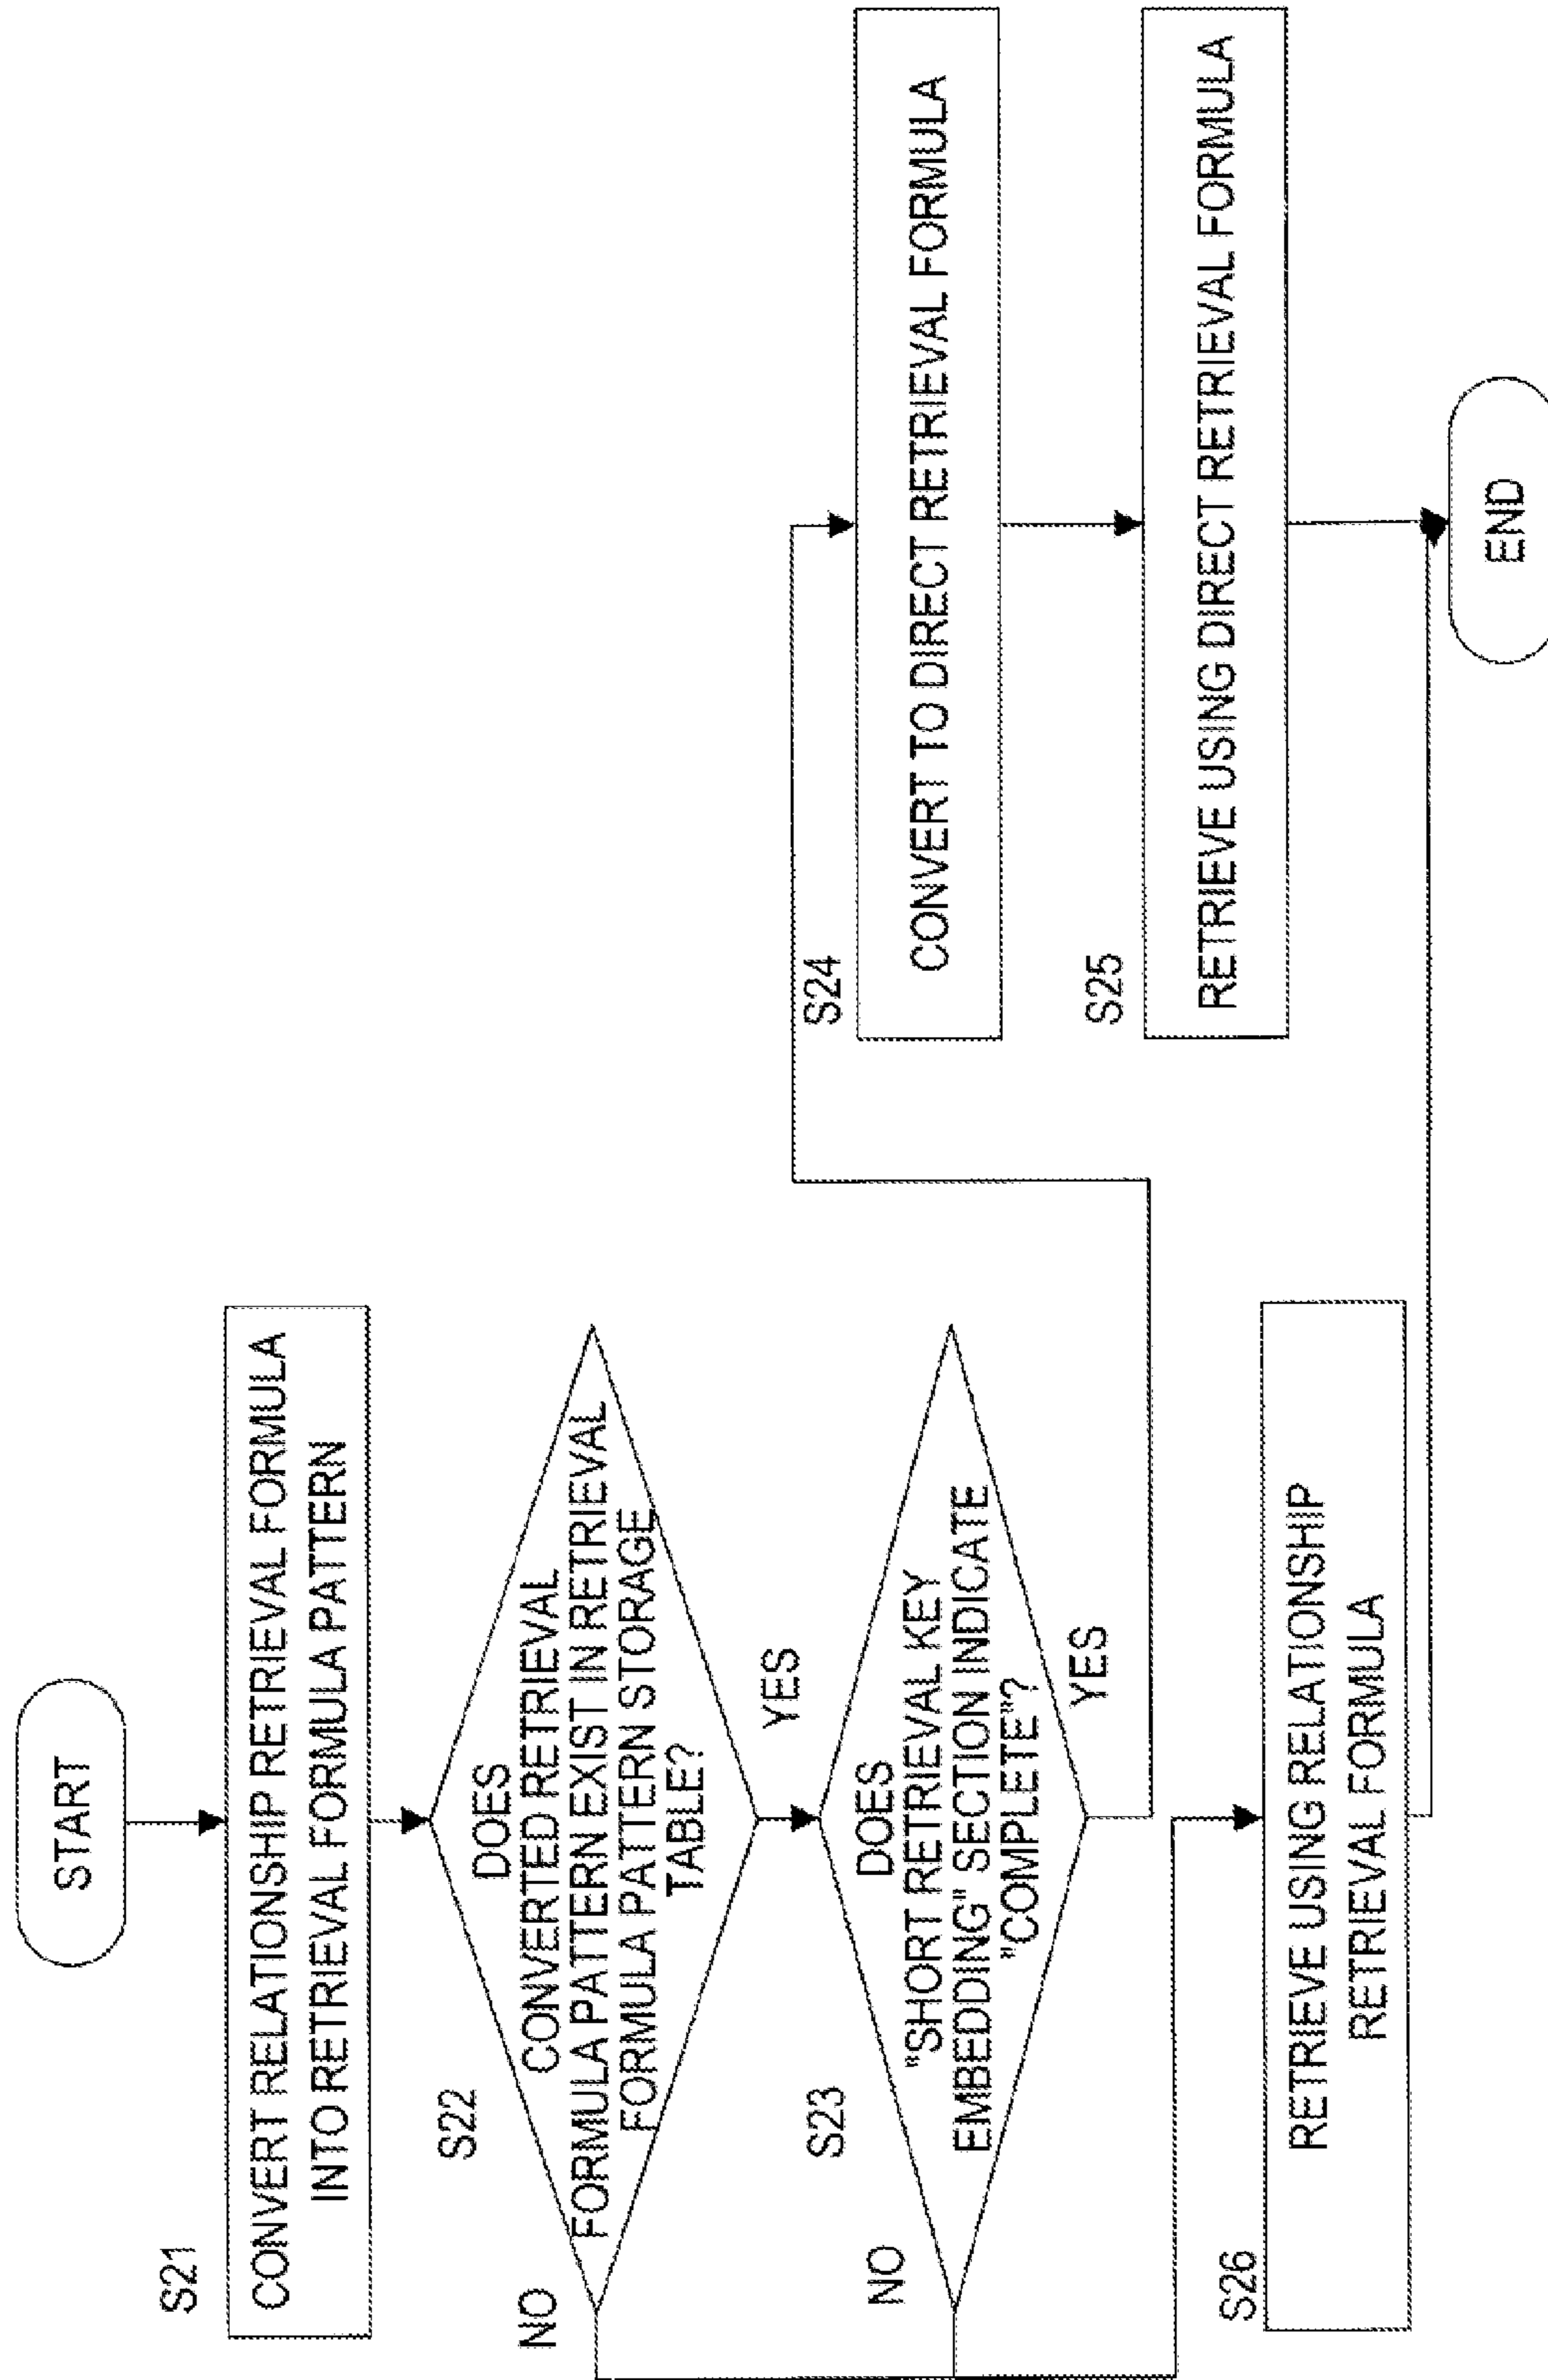 START
S21
CONVERT RELATIONSHIP RETRIEVAL FORMULA
INTO RETRIEVAL FORMULA PATTERN
S22
DOES
CONVERTED RETRIEVAL
FORMULA PATTERN EXIST IN RETRIEVAL
FORMULA PATTERN STORAGE
TABLE?
NO
YES
S23
DOES
"SHORT RETRIEVAL KEY
EMBEDDING" SECTION INDICATE
"COMPLETE"?
NO
YES
S26
RETRIEVE USING RELATIONSHIP
RETRIEVAL FORMULA
S24
CONVERT TO DIRECT RETRIEVAL FORMULA
S25
RETRIEVE USING DIRECT RETRIEVAL FORMULA
END